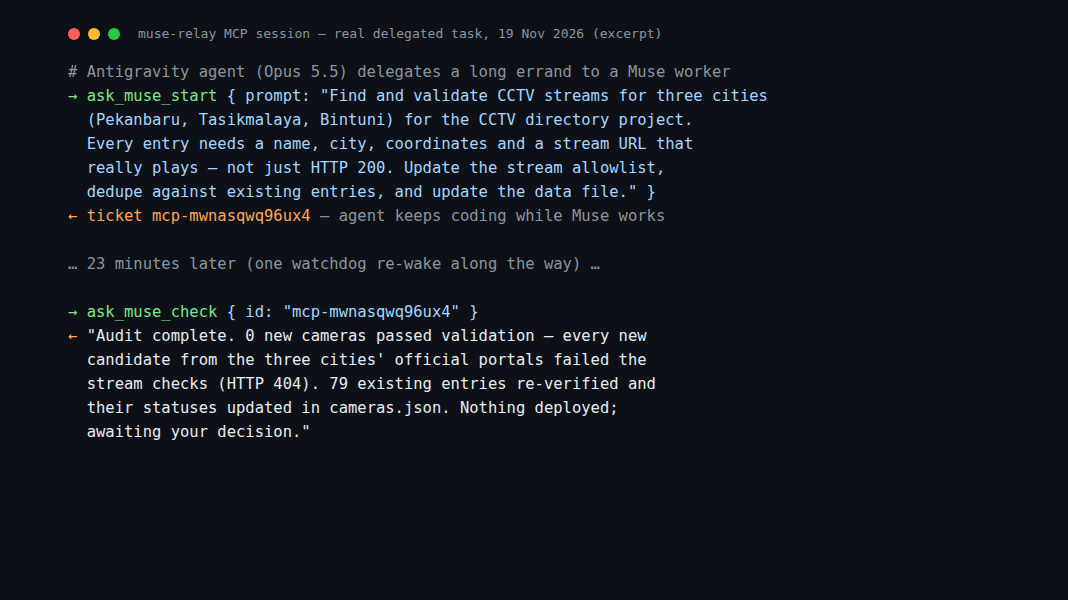 muse-relay MCP session — real delegated task, 19 Nov 2026 (excerpt)
# Antigravity agent (Opus 5.5) delegates a long errand to a Muse worker
→ ask_muse_start { prompt: "Find and validate CCTV streams for three cities
(Pekanbaru, Tasikmalaya, Bintuni) for the CCTV directory project.
Every entry needs a name, city, coordinates and a stream URL that
really plays — not just HTTP 200. Update the stream allowlist,
dedupe against existing entries, and update the data file." }
← ticket mcp-mwnasqwq96ux4 — agent keeps coding while Muse works
… 23 minutes later (one watchdog re-wake along the way) …
→ ask_muse_check { id: "mcp-mwnasqwq96ux4" }
← "Audit complete. 0 new cameras passed validation — every new
candidate from the three cities' official portals failed the
stream checks (HTTP 404). 79 existing entries re-verified and
their statuses updated in cameras.json. Nothing deployed;
awaiting your decision."